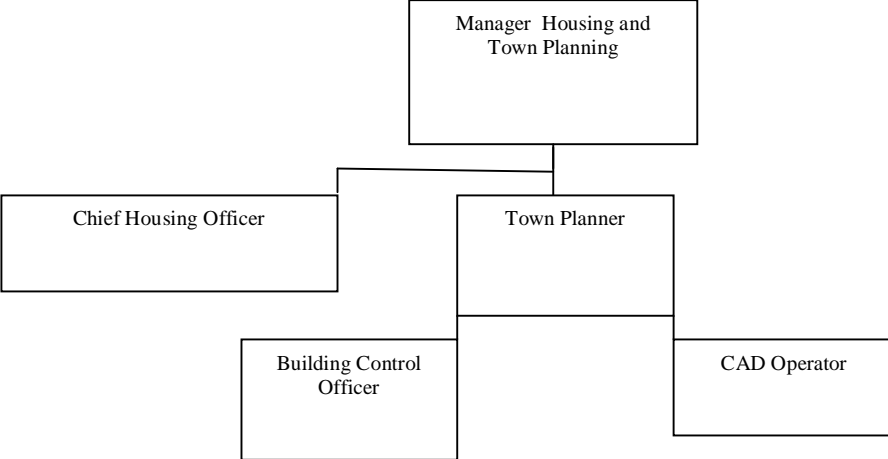 Manager Housing and
Town Planning
Chief Housing Officer
Town Planner
Building Control
Officer
CAD Operator